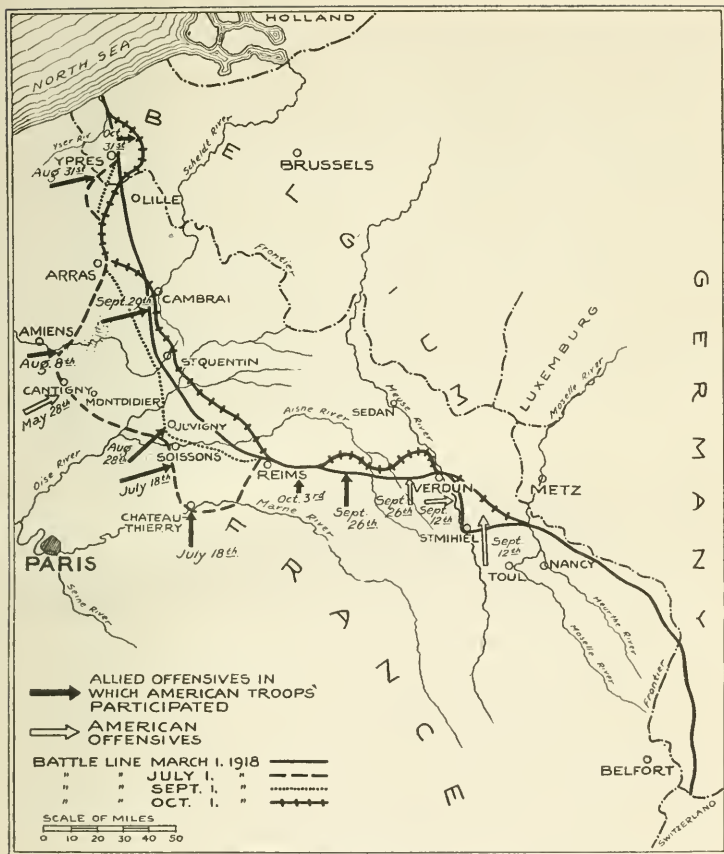 HOLLAND
NORTH SEA
BELGIUM
Yser Riv
Oct.
31st
YPRES
Aug. 31st
LILLE
Scheldt River
BRUSSELS
Frontier
ARRAS
Sept. 29th
CAMBRAI
GERMANY
AMIENS
Aug. 8th
ST QUENTIN
CANTIGNY
May 28th
MONTDIDIER
LUXEMBURG
Moselle River
Meuse River
SEDAN
Aisne River
JUVIGNY
Aug.
28th
SOISSONS
Oise River
July 18th
REIMS
Oct. 3rd
Sept.
26th
Sept.
26th
VERDUN
Sept.
12th
METZ
ST MIHIEL
Sept.
12th
CHATEAU-
THIERRY
July 18th
Marne River
FRANCE
PARIS
Seine River
TOUL
NANCY
Meurthe River
Moselle River
Frontier
BELFORT
SWITZERLAND
ALLIED OFFENSIVES IN
WHICH AMERICAN TROOPS
PARTICIPATED
AMERICAN
OFFENSIVES
BATTLE LINE MARCH 1. 1918
" " JULY 1. "
" " SEPT. 1. "
" " OCT. 1. "
SCALE OF MILES
0 10 20 30 40 50